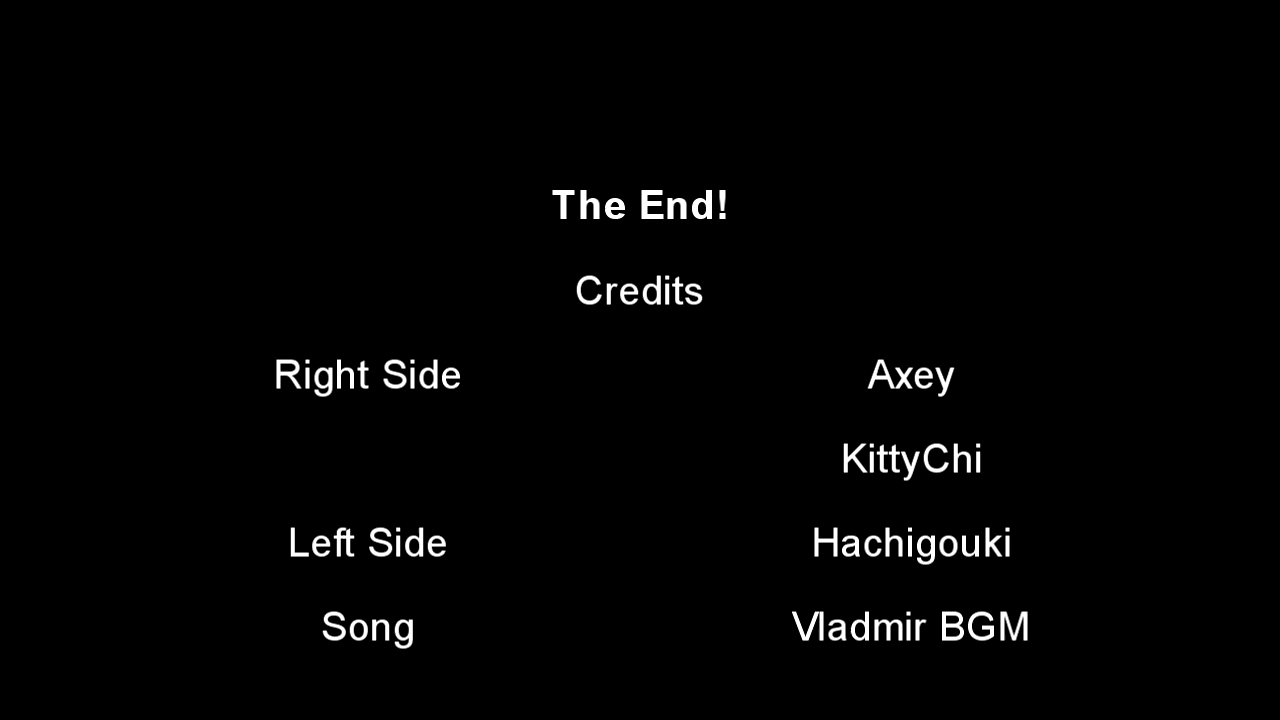 The End!
Credits
Right Side Axey
KittyChi
Left Side Hachigouki
Song Vladmir BGM